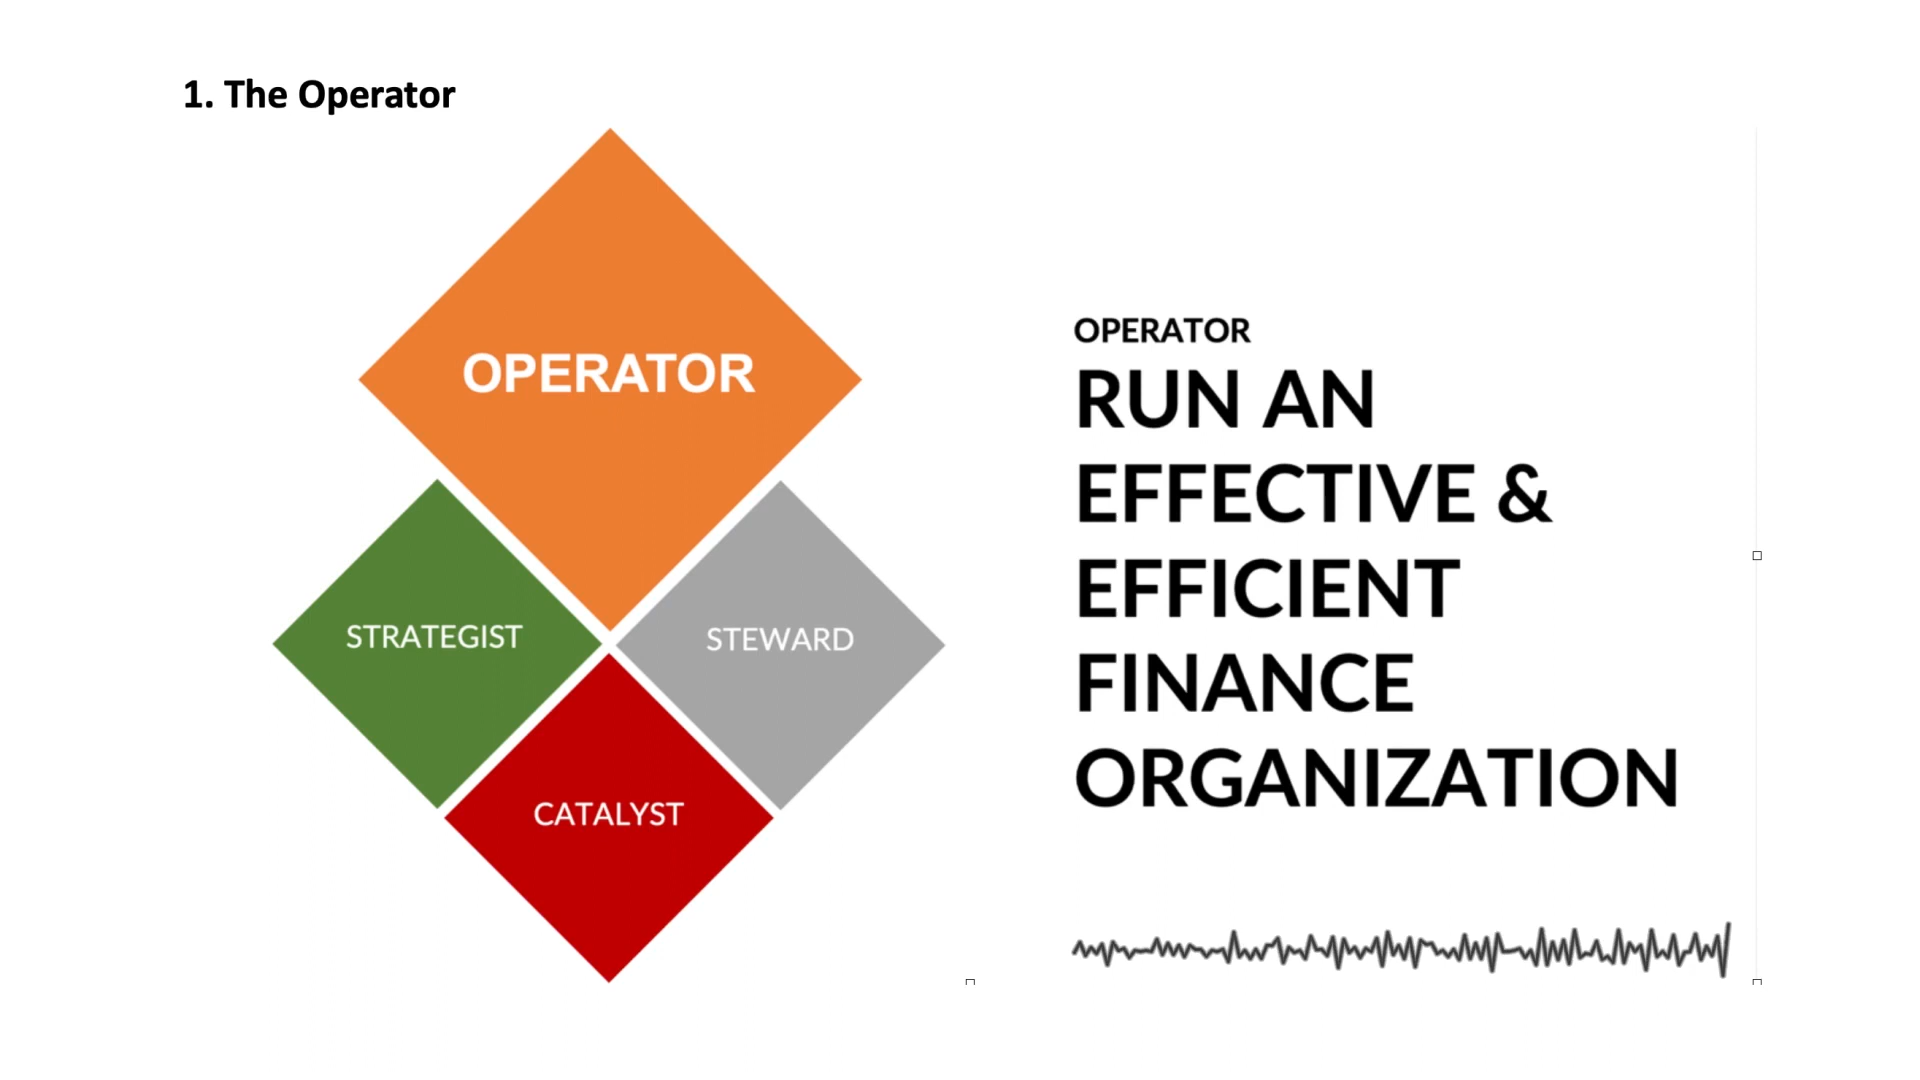 1. The Operator
OPERATOR
STRATEGIST
STEWARD
CATALYST
OPERATOR
RUN AN
EFFECTIVE &
EFFICIENT
FINANCE
ORGANIZATION